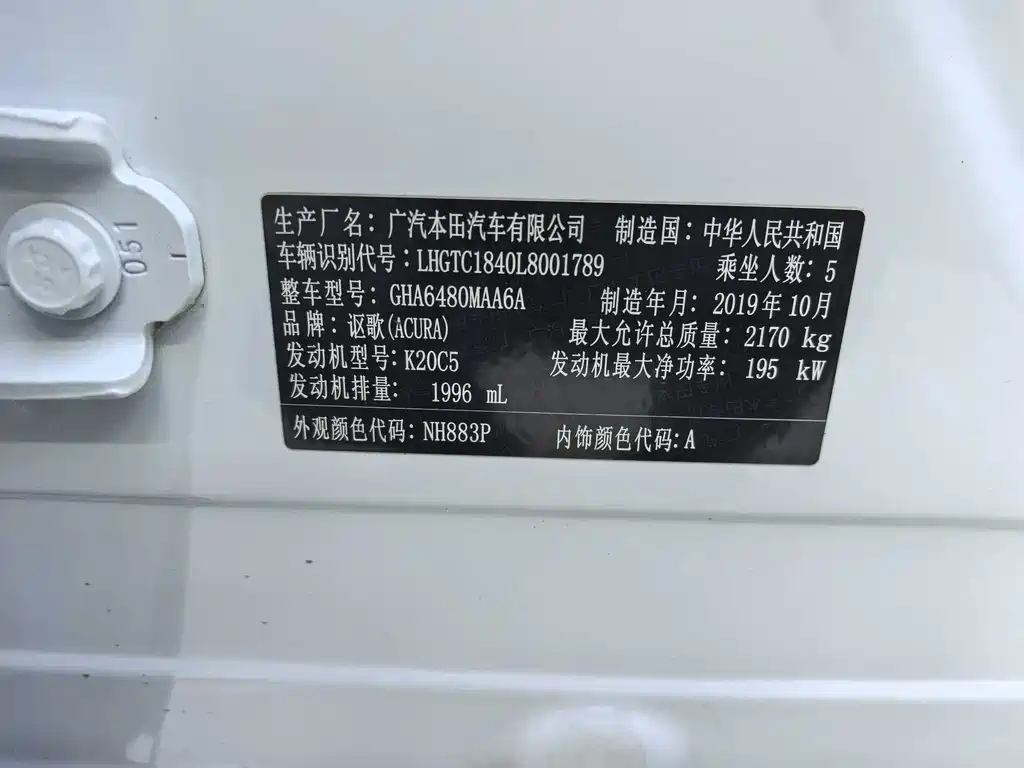 051
生产厂名：广汽本田汽车有限公司 制造国：中华人民共和国
车辆识别代号：LHGTC1840L8001789 乘坐人数：5
整车型号：GHA6480MAA6A 制造年月：2019年10月
品牌：讴歌(ACURA) 最大允许总质量：2170 kg
发动机型号：K20C5 发动机最大净功率：195 kW
发动机排量：1996 mL
外观颜色代码：NH883P 内饰颜色代码：A